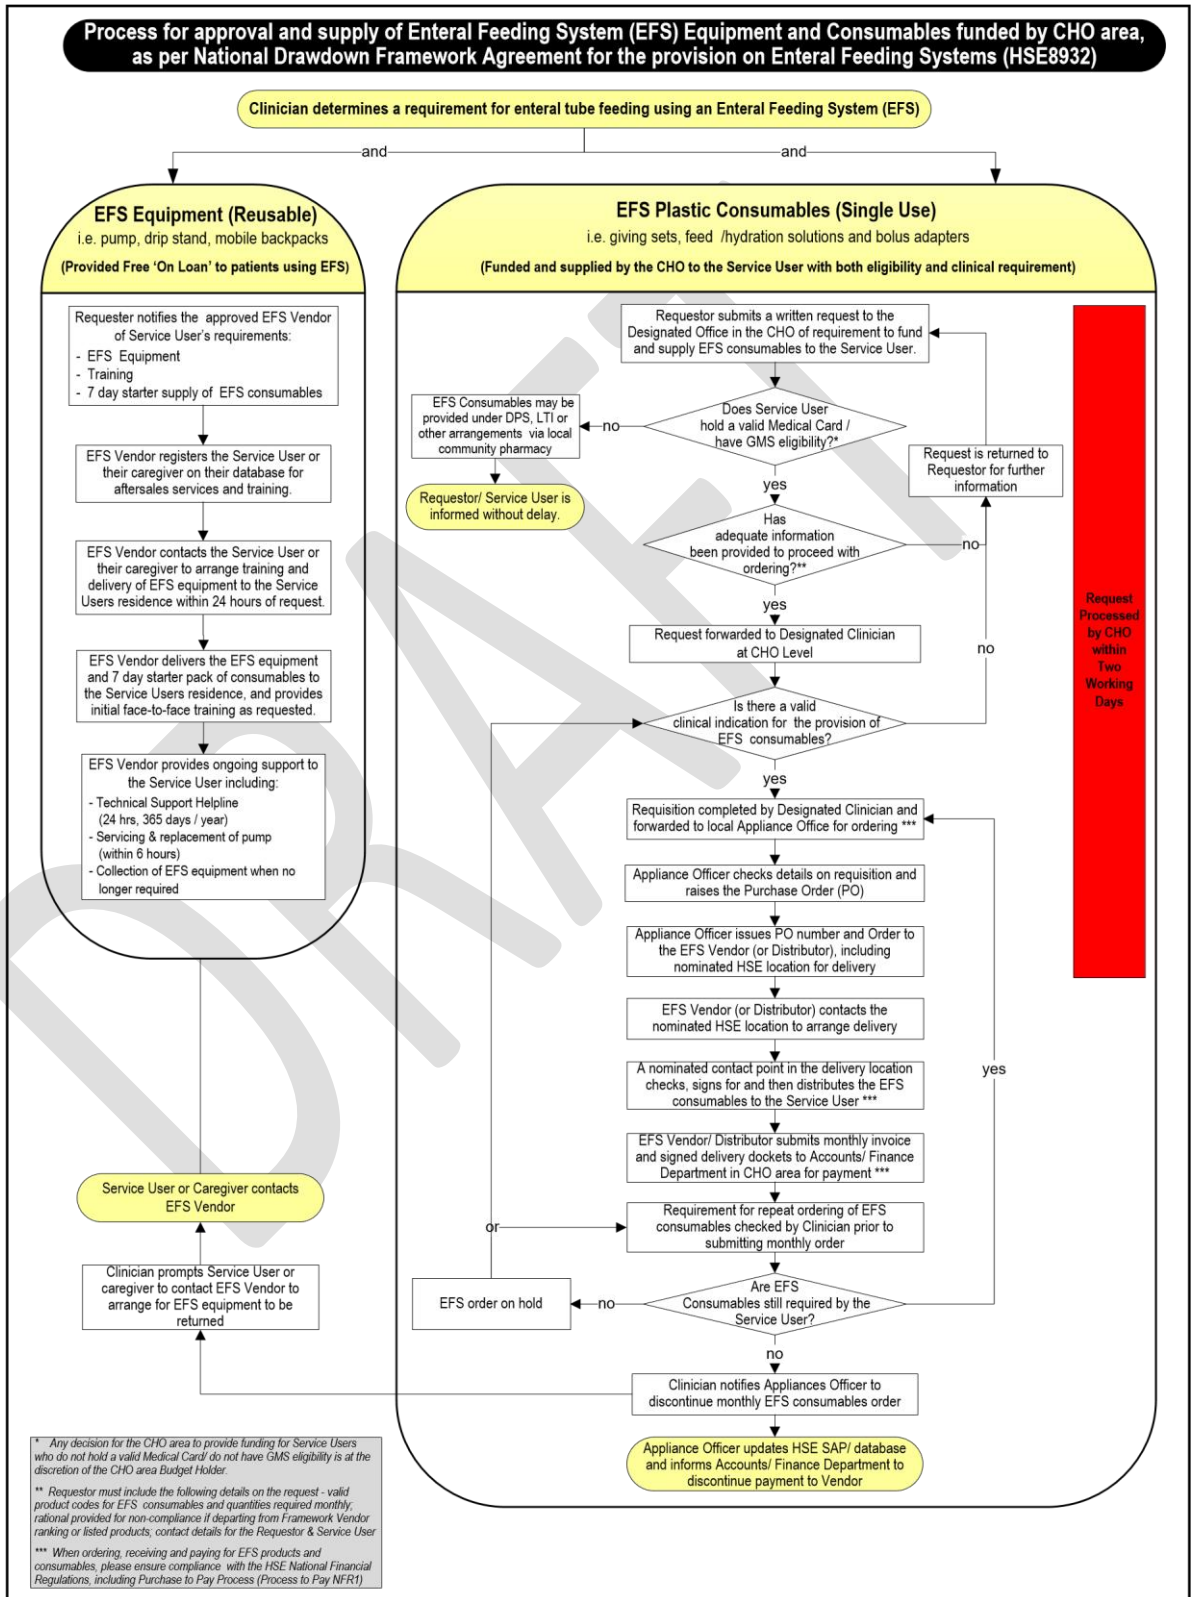 Process for approval and supply of Enteral Feeding System (EFS) Equipment and Consumables funded by CHO area,
as per National Drawdown Framework Agreement for the provision on Enteral Feeding Systems (HSE8932)
Clinician determines a requirement for enteral tube feeding using an Enteral Feeding System (EFS)
and
and
EFS Equipment (Reusable)
i.e. pump, drip stand, mobile backpacks
(Provided Free 'On Loan' to patients using EFS)
Requester notifies the approved EFS Vendor
of Service User's requirements:
- EFS Equipment
- Training
- 7 day starter supply of EFS consumables
EFS Vendor registers the Service User or
their caregiver on their database for
aftersales services and training.
EFS Vendor contacts the Service User or
their caregiver to arrange training and
delivery of EFS equipment to the Service
Users residence within 24 hours of request.
EFS Vendor delivers the EFS equipment
and 7 day starter pack of consumables to
the Service Users residence, and provides
initial face-to-face training as requested.
EFS Vendor provides ongoing support to
the Service User including:
- Technical Support Helpline
(24 hrs, 365 days / year)
- Servicing & replacement of pump
(within 6 hours)
- Collection of EFS equipment when no
longer required
Service User or Caregiver contacts
EFS Vendor
Clinician prompts Service User or
caregiver to contact EFS Vendor to
arrange for EFS equipment to be
returned
EFS Plastic Consumables (Single Use)
i.e. giving sets, feed /hydration solutions and bolus adapters
(Funded and supplied by the CHO to the Service User with both eligibility and clinical requirement)
Requestor submits a written request to the
Designated Office in the CHO of requirement to fund
and supply EFS consumables to the Service User.
Does Service User
hold a valid Medical Card /
have GMS eligibility?*
no
EFS Consumables may be
provided under DPS, LTI or
other arrangements via local
community pharmacy
Requestor/ Service User is
informed without delay.
yes
Has
adequate information
been provided to proceed with
ordering?**
no
Request is returned to
Requestor for further
information
yes
Request forwarded to Designated Clinician
at CHO Level
no
Is there a valid
clinical indication for the provision of
EFS consumables?
yes
Requisition completed by Designated Clinician and
forwarded to local Appliance Office for ordering ***
Appliance Officer checks details on requisition and
raises the Purchase Order (PO)
Appliance Officer issues PO number and Order to
the EFS Vendor (or Distributor), including
nominated HSE location for delivery
EFS Vendor (or Distributor) contacts the
nominated HSE location to arrange delivery
A nominated contact point in the delivery location
checks, signs for and then distributes the EFS
consumables to the Service User ***
yes
EFS Vendor/ Distributor submits monthly invoice
and signed delivery dockets to Accounts/ Finance
Department in CHO area for payment ***
or
Requirement for repeat ordering of EFS
consumables checked by Clinician prior to
submitting monthly order
Are EFS
Consumables still required by the
Service User?
no
EFS order on hold
no
Clinician notifies Appliances Officer to
discontinue monthly EFS consumables order
Appliance Officer updates HSE SAP/ database
and informs Accounts/ Finance Department to
discontinue payment to Vendor
Request
Processed
by CHO
within
Two
Working
Days
* Any decision for the CHO area to provide funding for Service Users
who do not hold a valid Medical Card/ do not have GMS eligibility is at the
discretion of the CHO area Budget Holder.
** Requestor must include the following details on the request - valid
product codes for EFS consumables and quantities required monthly;
rational provided for non-compliance if departing from Framework Vendor
ranking or listed products; contact details for the Requestor & Service User
*** When ordering, receiving and paying for EFS products and
consumables, please ensure compliance with the HSE National Financial
Regulations, including Purchase to Pay Process (Process to Pay NFR1)
DRAFT